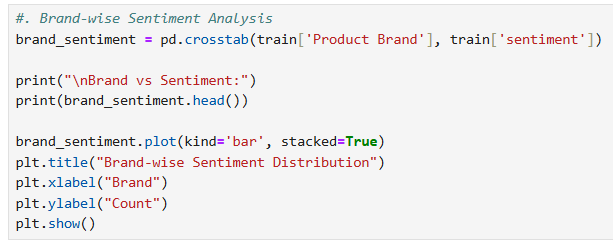 #. Brand-wise Sentiment Analysis
brand_sentiment = pd.crosstab(train['Product Brand'], train['sentiment'])
print("\nBrand vs Sentiment:")
print(brand_sentiment.head())
brand_sentiment.plot(kind='bar', stacked=True)
plt.title("Brand-wise Sentiment Distribution")
plt.xlabel("Brand")
plt.ylabel("Count")
plt.show()